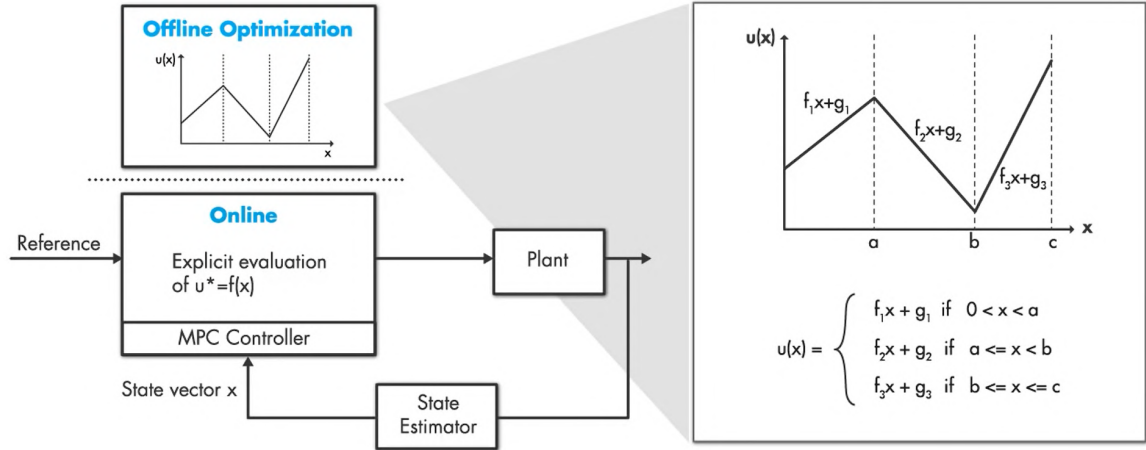 Offline Optimization
u(x)
x
Online
Reference
Explicit evaluation
of u*=f(x)
MPC Controller
Plant
State vector x
State
Estimator
u(x)
f₁x+g₁
f₂x+g₂
f₃x+g₃
x
a
b
c
f₁x + g₁ if 0 < x < a
u(x) = f₂x + g₂ if a <= x < b
f₃x + g₃ if b <= x <= c